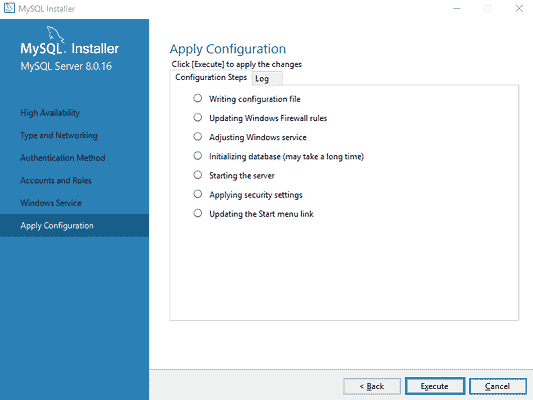 MySQL Installer
MySQL. Installer
MySQL Server 8.0.16
High Availability
Type and Networking
Authentication Method
Accounts and Roles
Windows Service
Apply Configuration
Apply Configuration
Click [Execute] to apply the changes
Configuration Steps Log
Writing configuration file
Updating Windows Firewall rules
Adjusting Windows service
Initializing database (may take a long time)
Starting the server
Applying security settings
Updating the Start menu link
< Back Execute Cancel